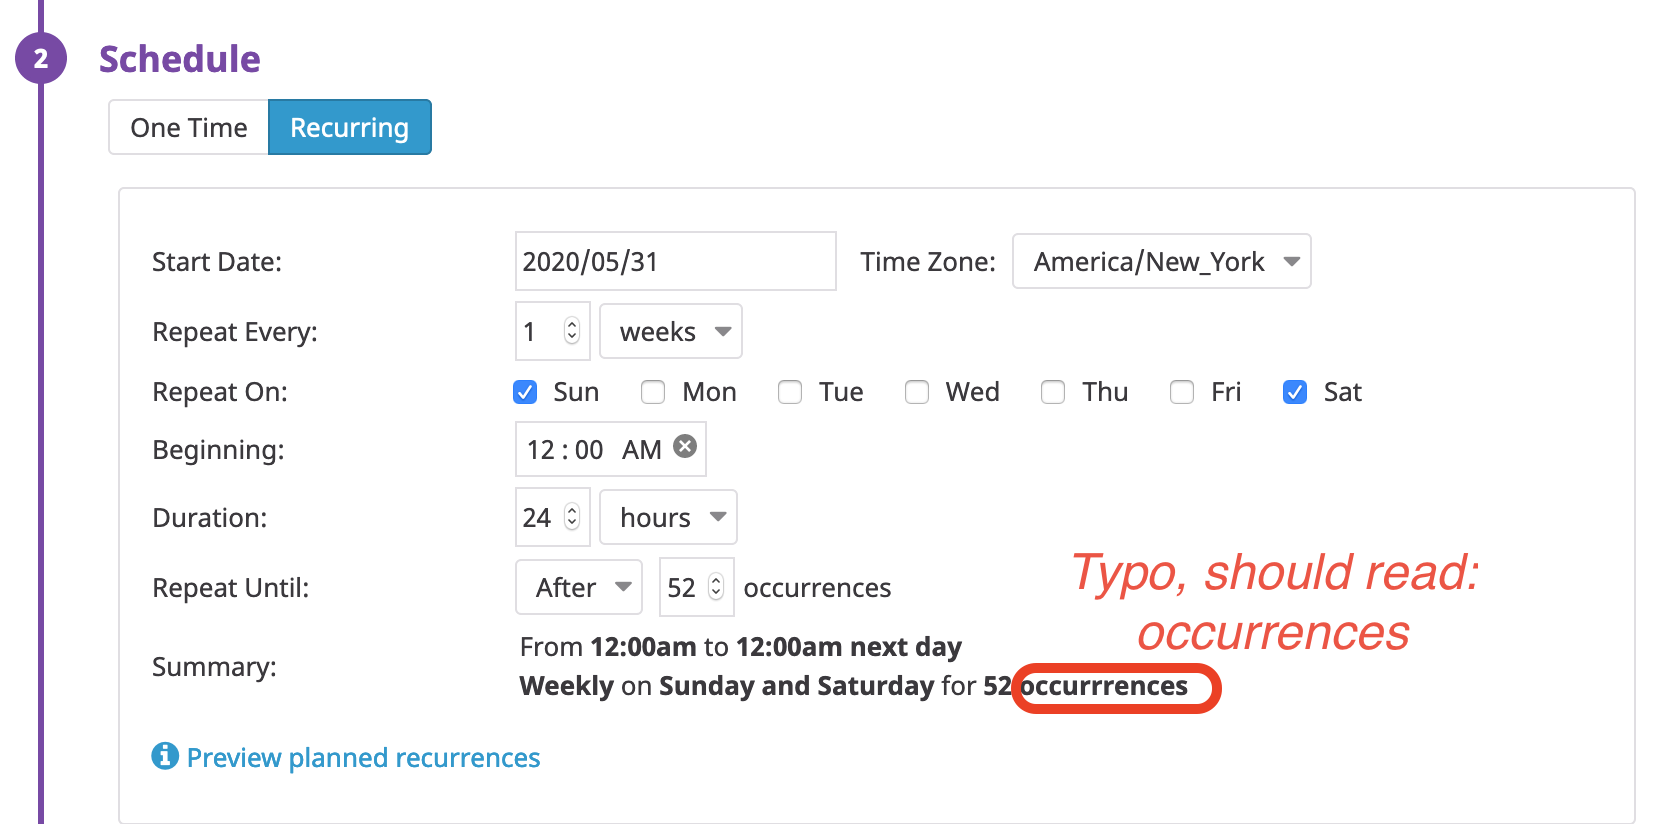 2
Schedule
One Time Recurring
Start Date: 2020/05/31 Time Zone: America/New_York
Repeat Every: 1 weeks
Repeat On: Sun Mon Tue Wed Thu Fri Sat
Beginning: 12 : 00 AM
Duration: 24 hours
Repeat Until: After 52 occurrences
Typo, should read:
occurrences
Summary:
From 12:00am to 12:00am next day
Weekly on Sunday and Saturday for 52 occurrrences
Preview planned recurrences